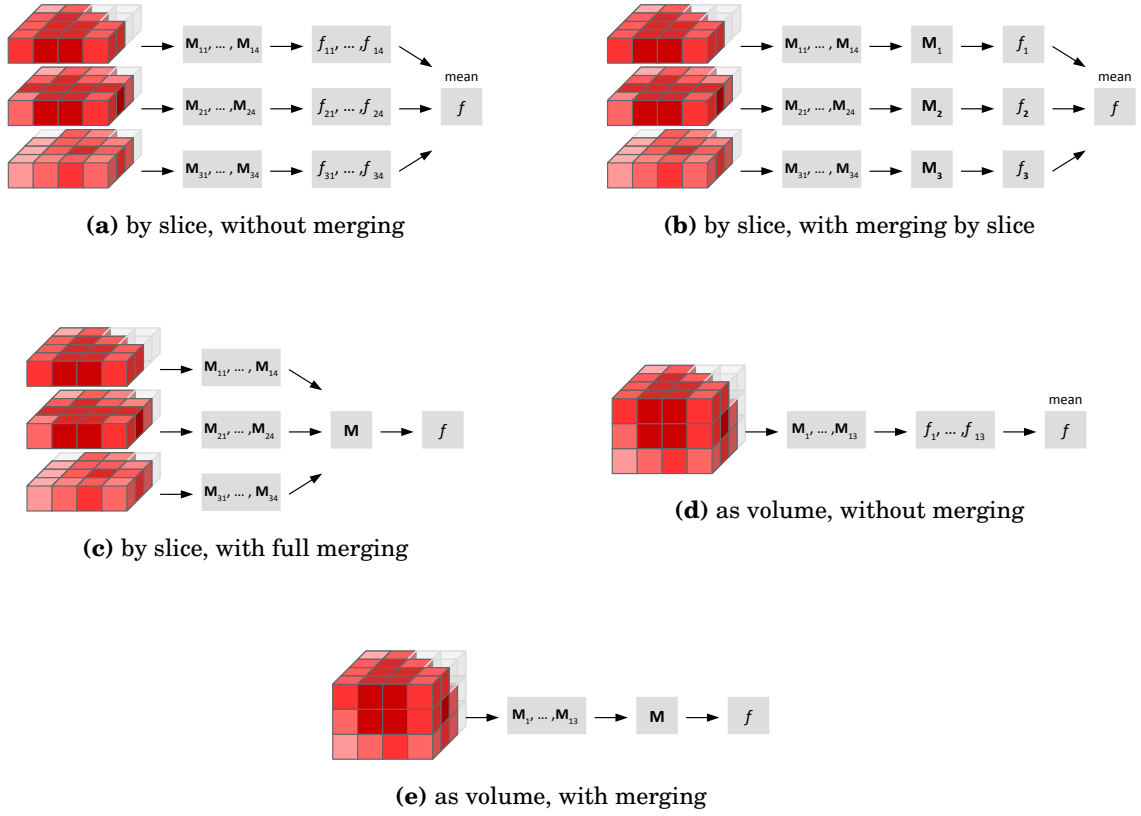 M11, ... , M14 f11, ... ,f14
mean
M21, ... ,M24 f21, ... ,f24 f
M31, ... , M34 f31, ... ,f34
(a) by slice, without merging
M11, ... , M14 M1 f1
mean
M21, ... ,M24 M2 f2 f
M31, ... , M34 M3 f3
(b) by slice, with merging by slice
M11, ... , M14
M21, ... ,M24 M f
M31, ... , M34
(c) by slice, with full merging
mean
M1, ... ,M13 f1, ... ,f13 f
(d) as volume, without merging
M1, ... ,M13 M f
(e) as volume, with merging